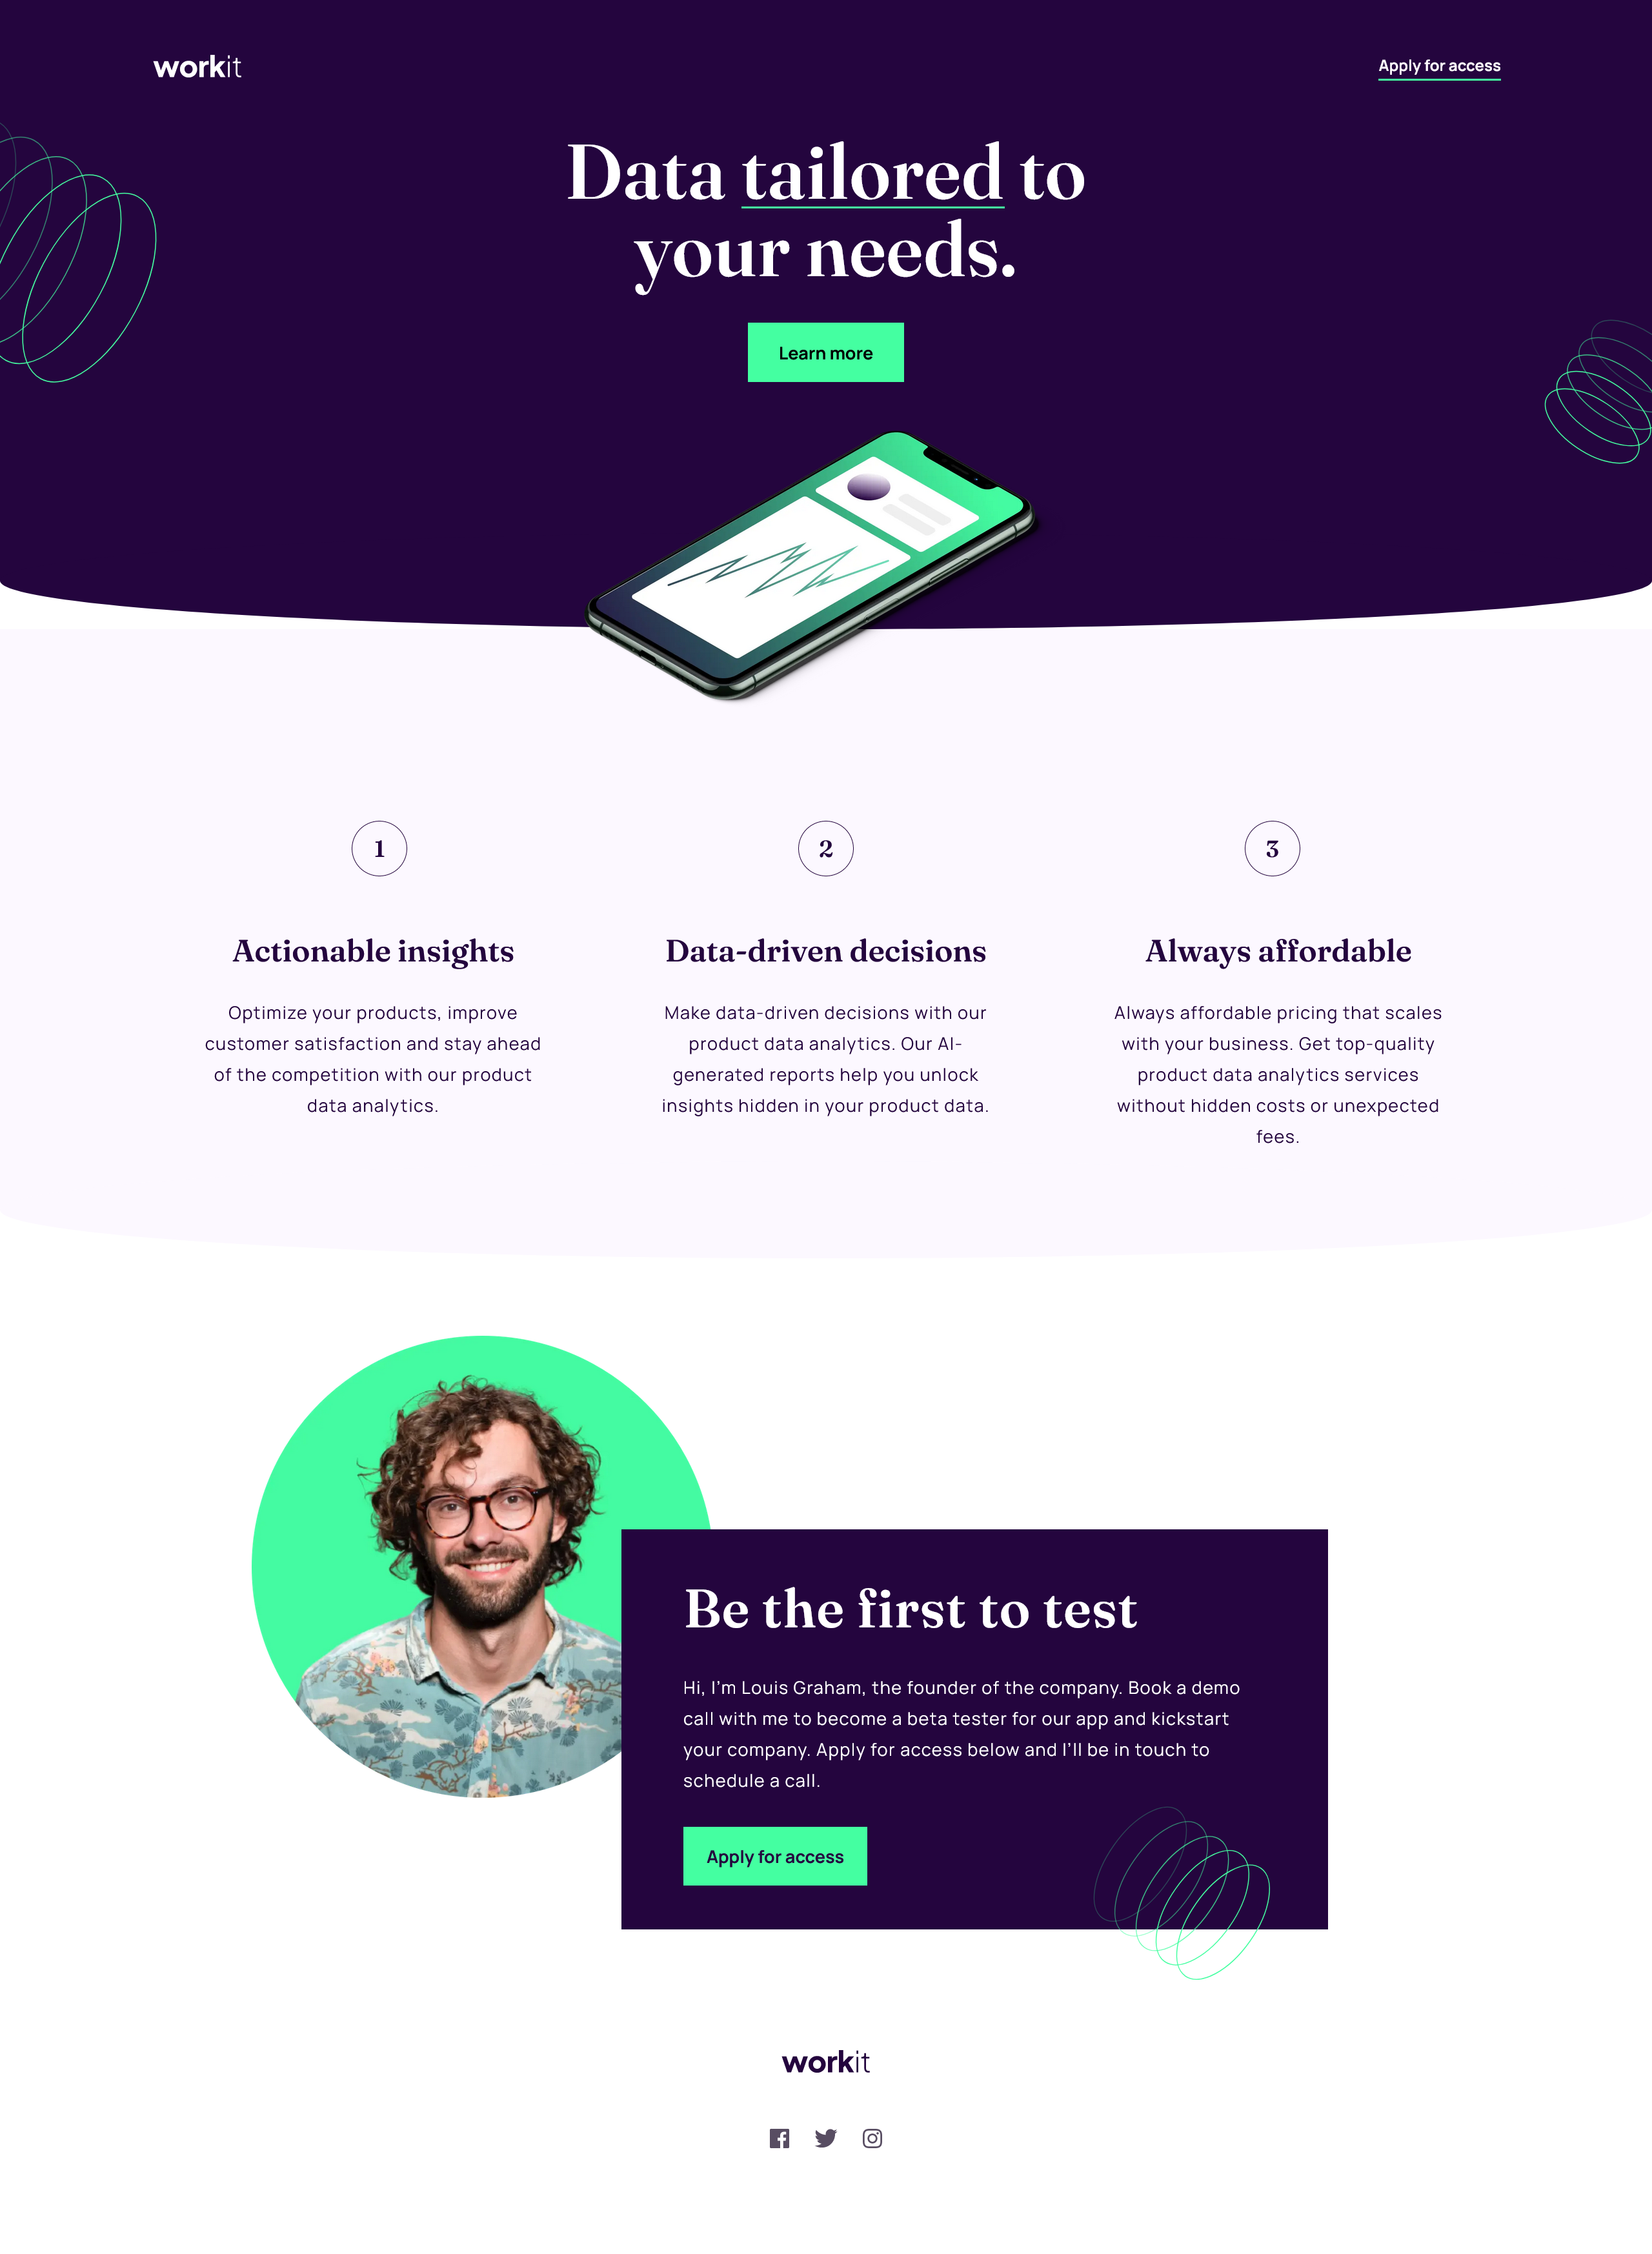 workit
Apply for access
Data tailored to
your needs.
Learn more
1
Actionable insights
Optimize your products, improve
customer satisfaction and stay ahead
of the competition with our product
data analytics.
2
Data-driven decisions
Make data-driven decisions with our
product data analytics. Our AI-
generated reports help you unlock
insights hidden in your product data.
3
Always affordable
Always affordable pricing that scales
with your business. Get top-quality
product data analytics services
without hidden costs or unexpected
fees.
Be the first to test
Hi, I'm Louis Graham, the founder of the company. Book a demo
call with me to become a beta tester for our app and kickstart
your company. Apply for access below and I'll be in touch to
schedule a call.
Apply for access
workit